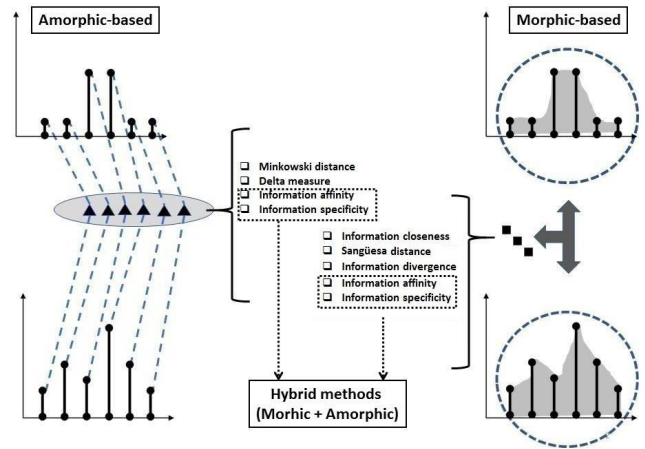 Amorphic-based
Morphic-based
Minkowski distance
Delta measure
Information affinity
Information specificity
Information closeness
Sangüesa distance
Information divergence
Information affinity
Information specificity
Hybrid methods
(Morhic + Amorphic)